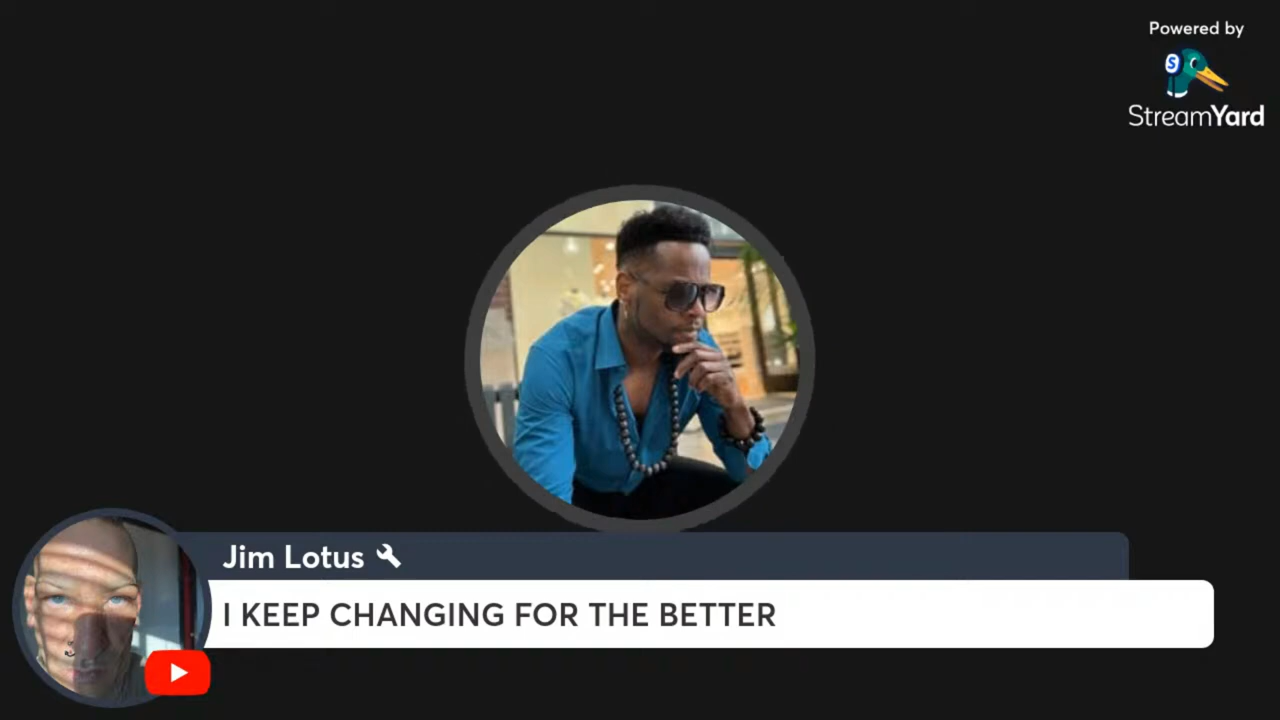 Powered by
S
StreamYard
Jim Lotus
I KEEP CHANGING FOR THE BETTER